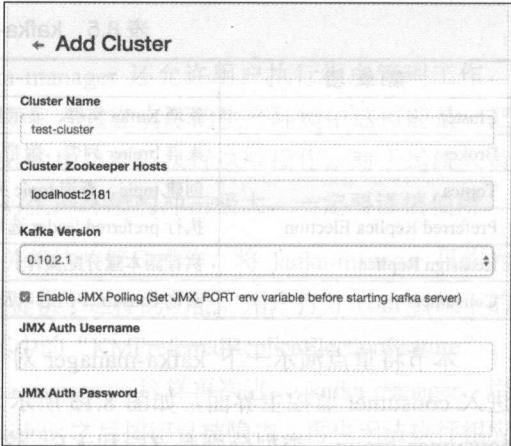 ← Add Cluster
Cluster Name
test-cluster
Cluster Zookeeper Hosts
localhost:2181
Kafka Version
0.10.2.1
Enable JMX Polling (Set JMX_PORT env variable before starting kafka server)
JMX Auth Username
JMX Auth Password